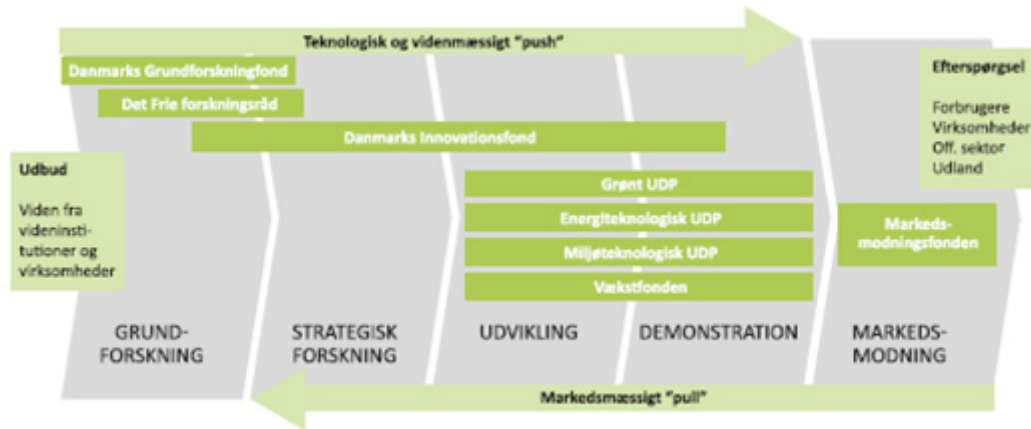 Teknologisk og videnmæssigt "push"
Danmarks Grundforskningfond
Det Frie forskningsråd
Danmarks Innovationsfond
Efterspørgsel
Forbrugere
Virksomheder
Off. sektor
Udland
Udbud
Viden fra
videninsti-
tutioner og
virksomheder
Grønt UDP
Energiteknologisk UDP
Miljøteknologisk UDP
Vækstfonden
Markeds-
modningsfonden
GRUND-
FORSKNING
STRATEGISK
FORSKNING
UDVIKLING
DEMONSTRATION
MARKEDS-
MODNING
Markedsmæssigt "pull"